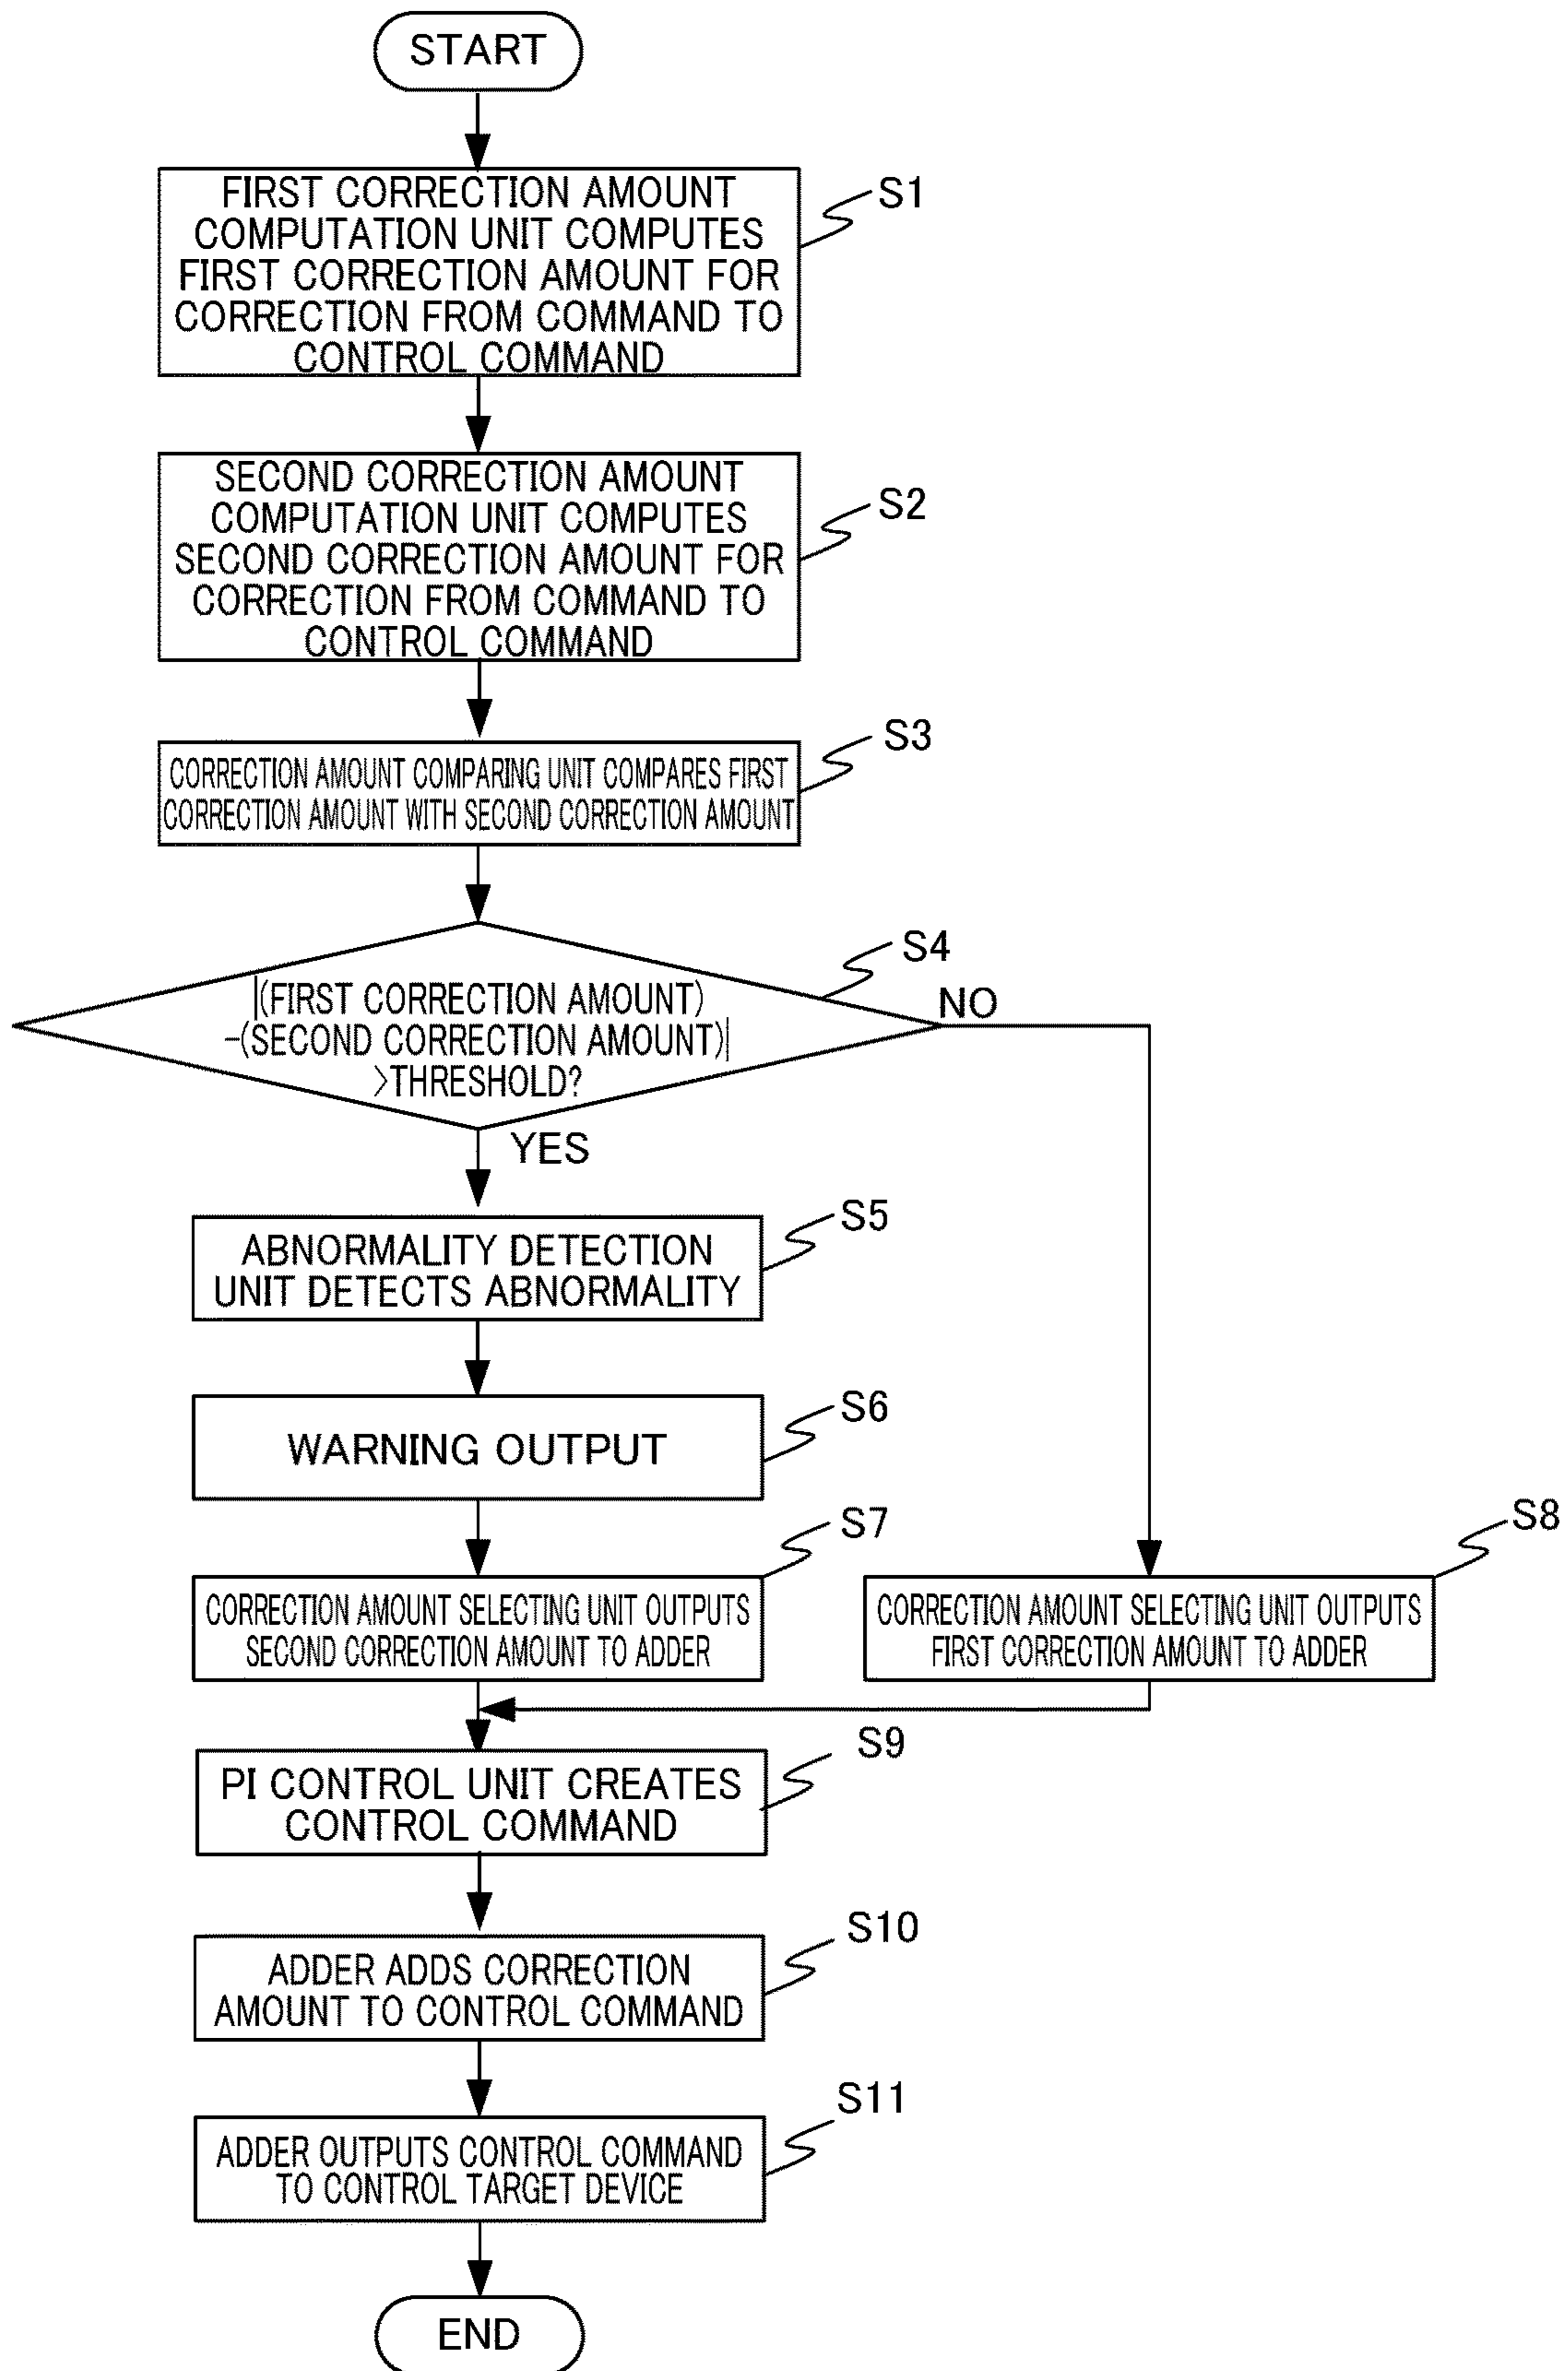 START
FIRST CORRECTION AMOUNT
COMPUTATION UNIT COMPUTES
FIRST CORRECTION AMOUNT FOR
CORRECTION FROM COMMAND TO
CONTROL COMMAND
S1
SECOND CORRECTION AMOUNT
COMPUTATION UNIT COMPUTES
SECOND CORRECTION AMOUNT FOR
CORRECTION FROM COMMAND TO
CONTROL COMMAND
S2
CORRECTION AMOUNT COMPARING UNIT COMPARES FIRST
CORRECTION AMOUNT WITH SECOND CORRECTION AMOUNT
S3
|(FIRST CORRECTION AMOUNT)
-(SECOND CORRECTION AMOUNT)|
>THRESHOLD?
S4
NO
YES
ABNORMALITY DETECTION
UNIT DETECTS ABNORMALITY
S5
WARNING OUTPUT
S6
CORRECTION AMOUNT SELECTING UNIT OUTPUTS
SECOND CORRECTION AMOUNT TO ADDER
S7
CORRECTION AMOUNT SELECTING UNIT OUTPUTS
FIRST CORRECTION AMOUNT TO ADDER
S8
PI CONTROL UNIT CREATES
CONTROL COMMAND
S9
ADDER ADDS CORRECTION
AMOUNT TO CONTROL COMMAND
S10
ADDER OUTPUTS CONTROL COMMAND
TO CONTROL TARGET DEVICE
S11
END